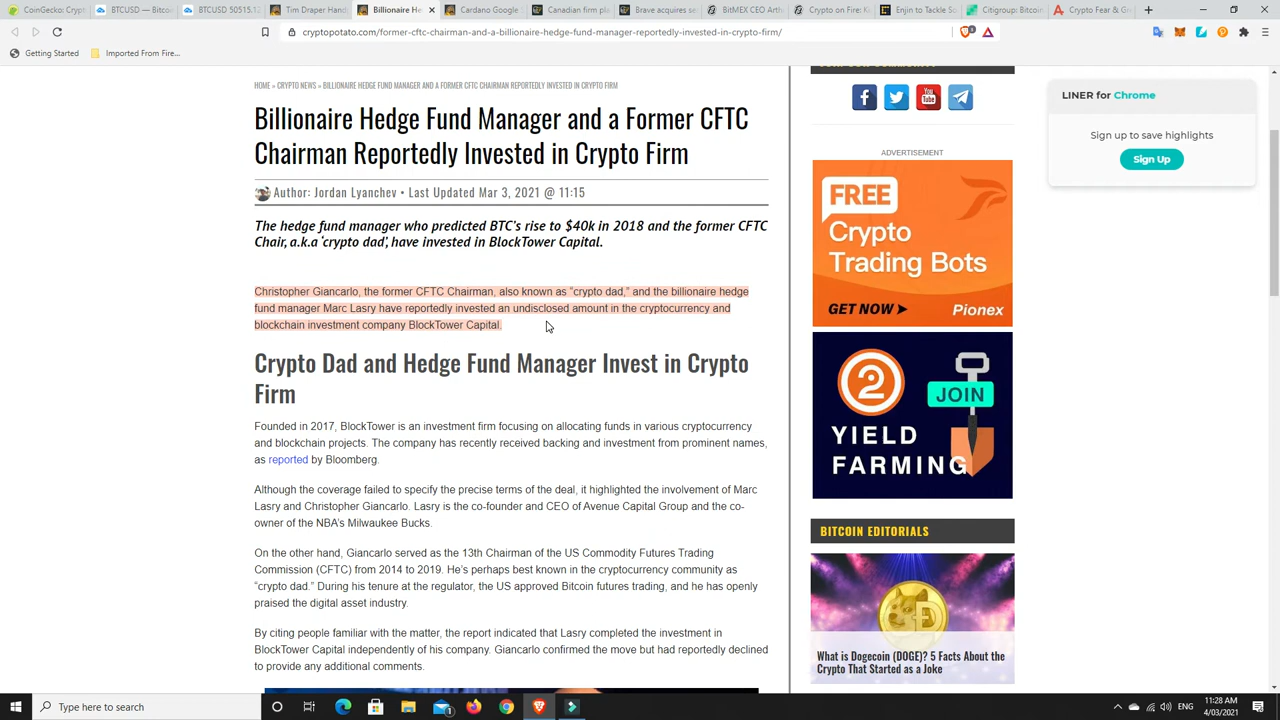 CoinGecko: Crypto
BTCUSD — Bitcoi
BTCUSD 50515.12
Tim Draper Hand
Billionaire He
Cardano Google
Canadian firm pla
Brave acquires se
BitMEX CEO Arthu
Crypto on Fire: K
Enjin to Tackle Sc
Citigroup: Bitcoin
Crypto Fear & Gr
cryptopotato.com/former-cftc-chairman-and-a-billionaire-hedge-fund-manager-reportedly-invested-in-crypto-firm/
Getting Started
Imported From Fire...
HOME » CRYPTO NEWS » BILLIONAIRE HEDGE FUND MANAGER AND A FORMER CFTC CHAIRMAN REPORTEDLY INVESTED IN CRYPTO FIRM
Billionaire Hedge Fund Manager and a Former CFTC
Chairman Reportedly Invested in Crypto Firm
Author: Jordan Lyanchev • Last Updated Mar 3, 2021 @ 11:15
The hedge fund manager who predicted BTC's rise to $40k in 2018 and the former CFTC
Chair, a.k.a 'crypto dad', have invested in BlockTower Capital.
Christopher Giancarlo, the former CFTC Chairman, also known as "crypto dad," and the billionaire hedge
fund manager Marc Lasry have reportedly invested an undisclosed amount in the cryptocurrency and
blockchain investment company BlockTower Capital.
Crypto Dad and Hedge Fund Manager Invest in Crypto
Firm
Founded in 2017, BlockTower is an investment firm focusing on allocating funds in various cryptocurrency
and blockchain projects. The company has recently received backing and investment from prominent names,
as reported by Bloomberg.
Although the coverage failed to specify the precise terms of the deal, it highlighted the involvement of Marc
Lasry and Christopher Giancarlo. Lasry is the co-founder and CEO of Avenue Capital Group and the co-
owner of the NBA's Milwaukee Bucks.
On the other hand, Giancarlo served as the 13th Chairman of the US Commodity Futures Trading
Commission (CFTC) from 2014 to 2019. He's perhaps best known in the cryptocurrency community as
"crypto dad." During his tenure at the regulator, the US approved Bitcoin futures trading, and he has openly
praised the digital asset industry.
By citing people familiar with the matter, the report indicated that Lasry completed the investment in
BlockTower Capital independently of his company. Giancarlo confirmed the move but had reportedly declined
to provide any additional comments.
You
Tube
ADVERTISEMENT
FREE
Crypto
Trading Bots
GET NOW ➤
Pionex
2
JOIN
YIELD
FARMING
BITCOIN EDITORIALS
What is Dogecoin (DOGE)? 5 Facts About the
Crypto That Started as a Joke
LINER for Chrome
Sign up to save highlights
Sign Up
Type here to search
ENG
11:28 AM
4/03/2021